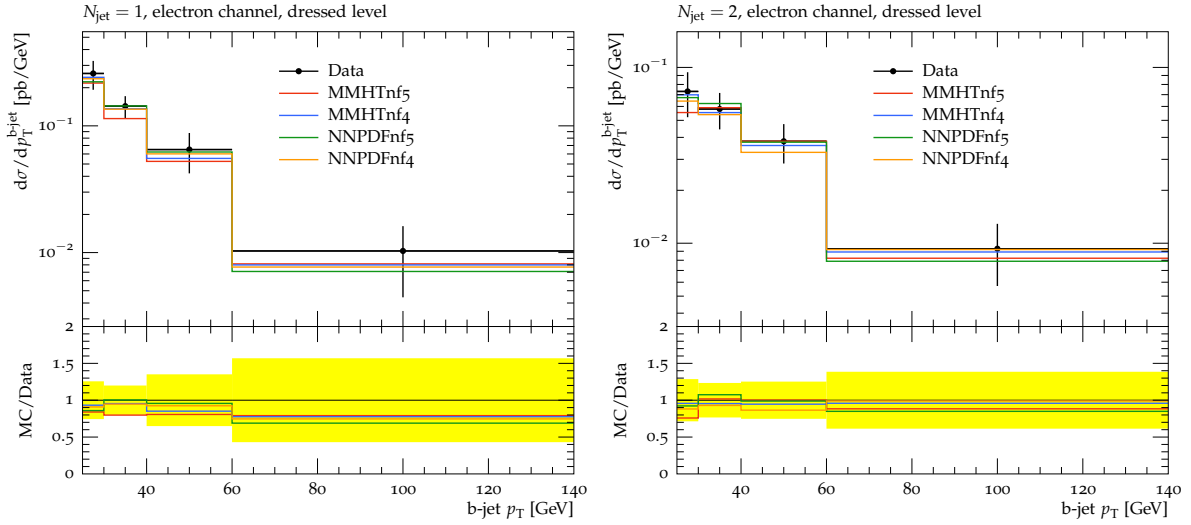 N_jet = 1, electron channel, dressed level
dσ/dp_T^b-jet [pb/GeV]
10^−1
10^−2
Data
MMHTnf5
MMHTnf4
NNPDFnf5
NNPDFnf4
MC/Data
2
1.5
1
0.5
0
40 60 80 100 120 140
b-jet p_T [GeV]
N_jet = 2, electron channel, dressed level
dσ/dp_T^b-jet [pb/GeV]
10^−1
10^−2
Data
MMHTnf5
MMHTnf4
NNPDFnf5
NNPDFnf4
MC/Data
2
1.5
1
0.5
0
40 60 80 100 120 140
b-jet p_T [GeV]